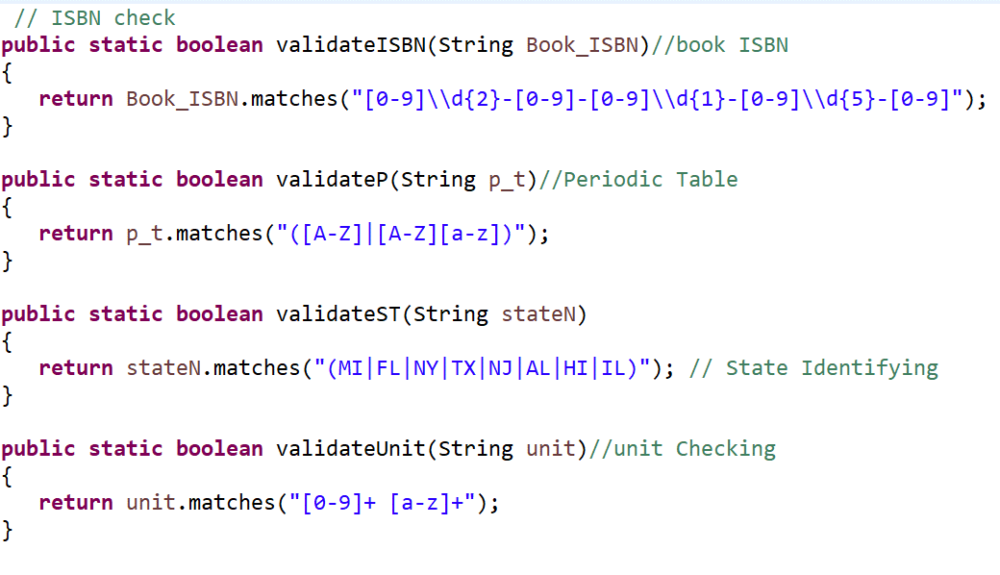 // ISBN check
public static boolean validateISBN(String Book_ISBN)//book ISBN
{
   return Book_ISBN.matches("[0-9]\\d{2}-[0-9]-[0-9]\\d{1}-[0-9]\\d{5}-[0-9]");
}

public static boolean validateP(String p_t)//Periodic Table
{
   return p_t.matches("([A-Z]|[A-Z][a-z])");
}

public static boolean validateST(String stateN)
{
   return stateN.matches("(MI|FL|NY|TX|NJ|AL|HI|IL)"); // State Identifying
}

public static boolean validateUnit(String unit)//unit Checking
{
   return unit.matches("[0-9]+ [a-z]+");
}